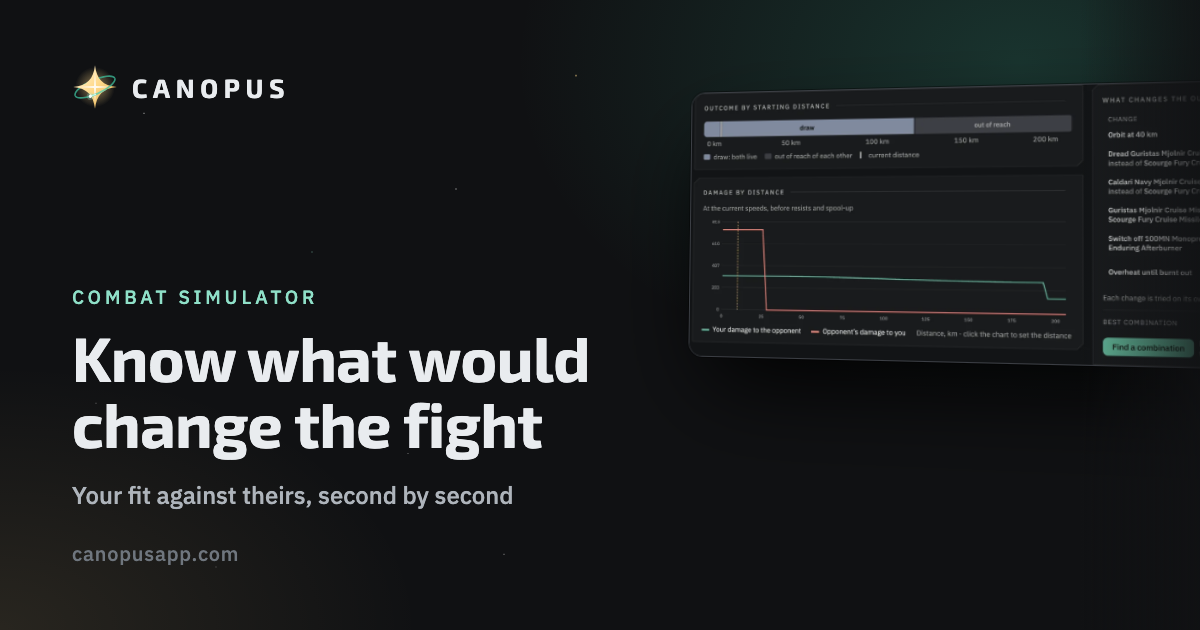 CANOPUS
COMBAT SIMULATOR
Know what would
change the fight
Your fit against theirs, second by second
canopusapp.com
OUTCOME BY STARTING DISTANCE
draw
out of reach
0 km 50 km 100 km 150 km 200 km
draw: both live out of reach of each other current distance
DAMAGE BY DISTANCE
At the current speeds, before resists and spool-up
Your damage to the opponent Opponent's damage to you Distance, km · click the chart to set the distance
WHAT CHANGES THE
CHANGE
Orbit at 40 km
Dread Guristas Mjolnir
instead of Scourge Fury
Caldari Navy Mjolnir
instead of Scourge Fury
Guristas Mjolnir Cruise
Scourge Fury Cruise
Switch off 100MN
Enduring Afterburner
Overheat until burnt out
Each change is tried on
BEST COMBINATION
Find a combination